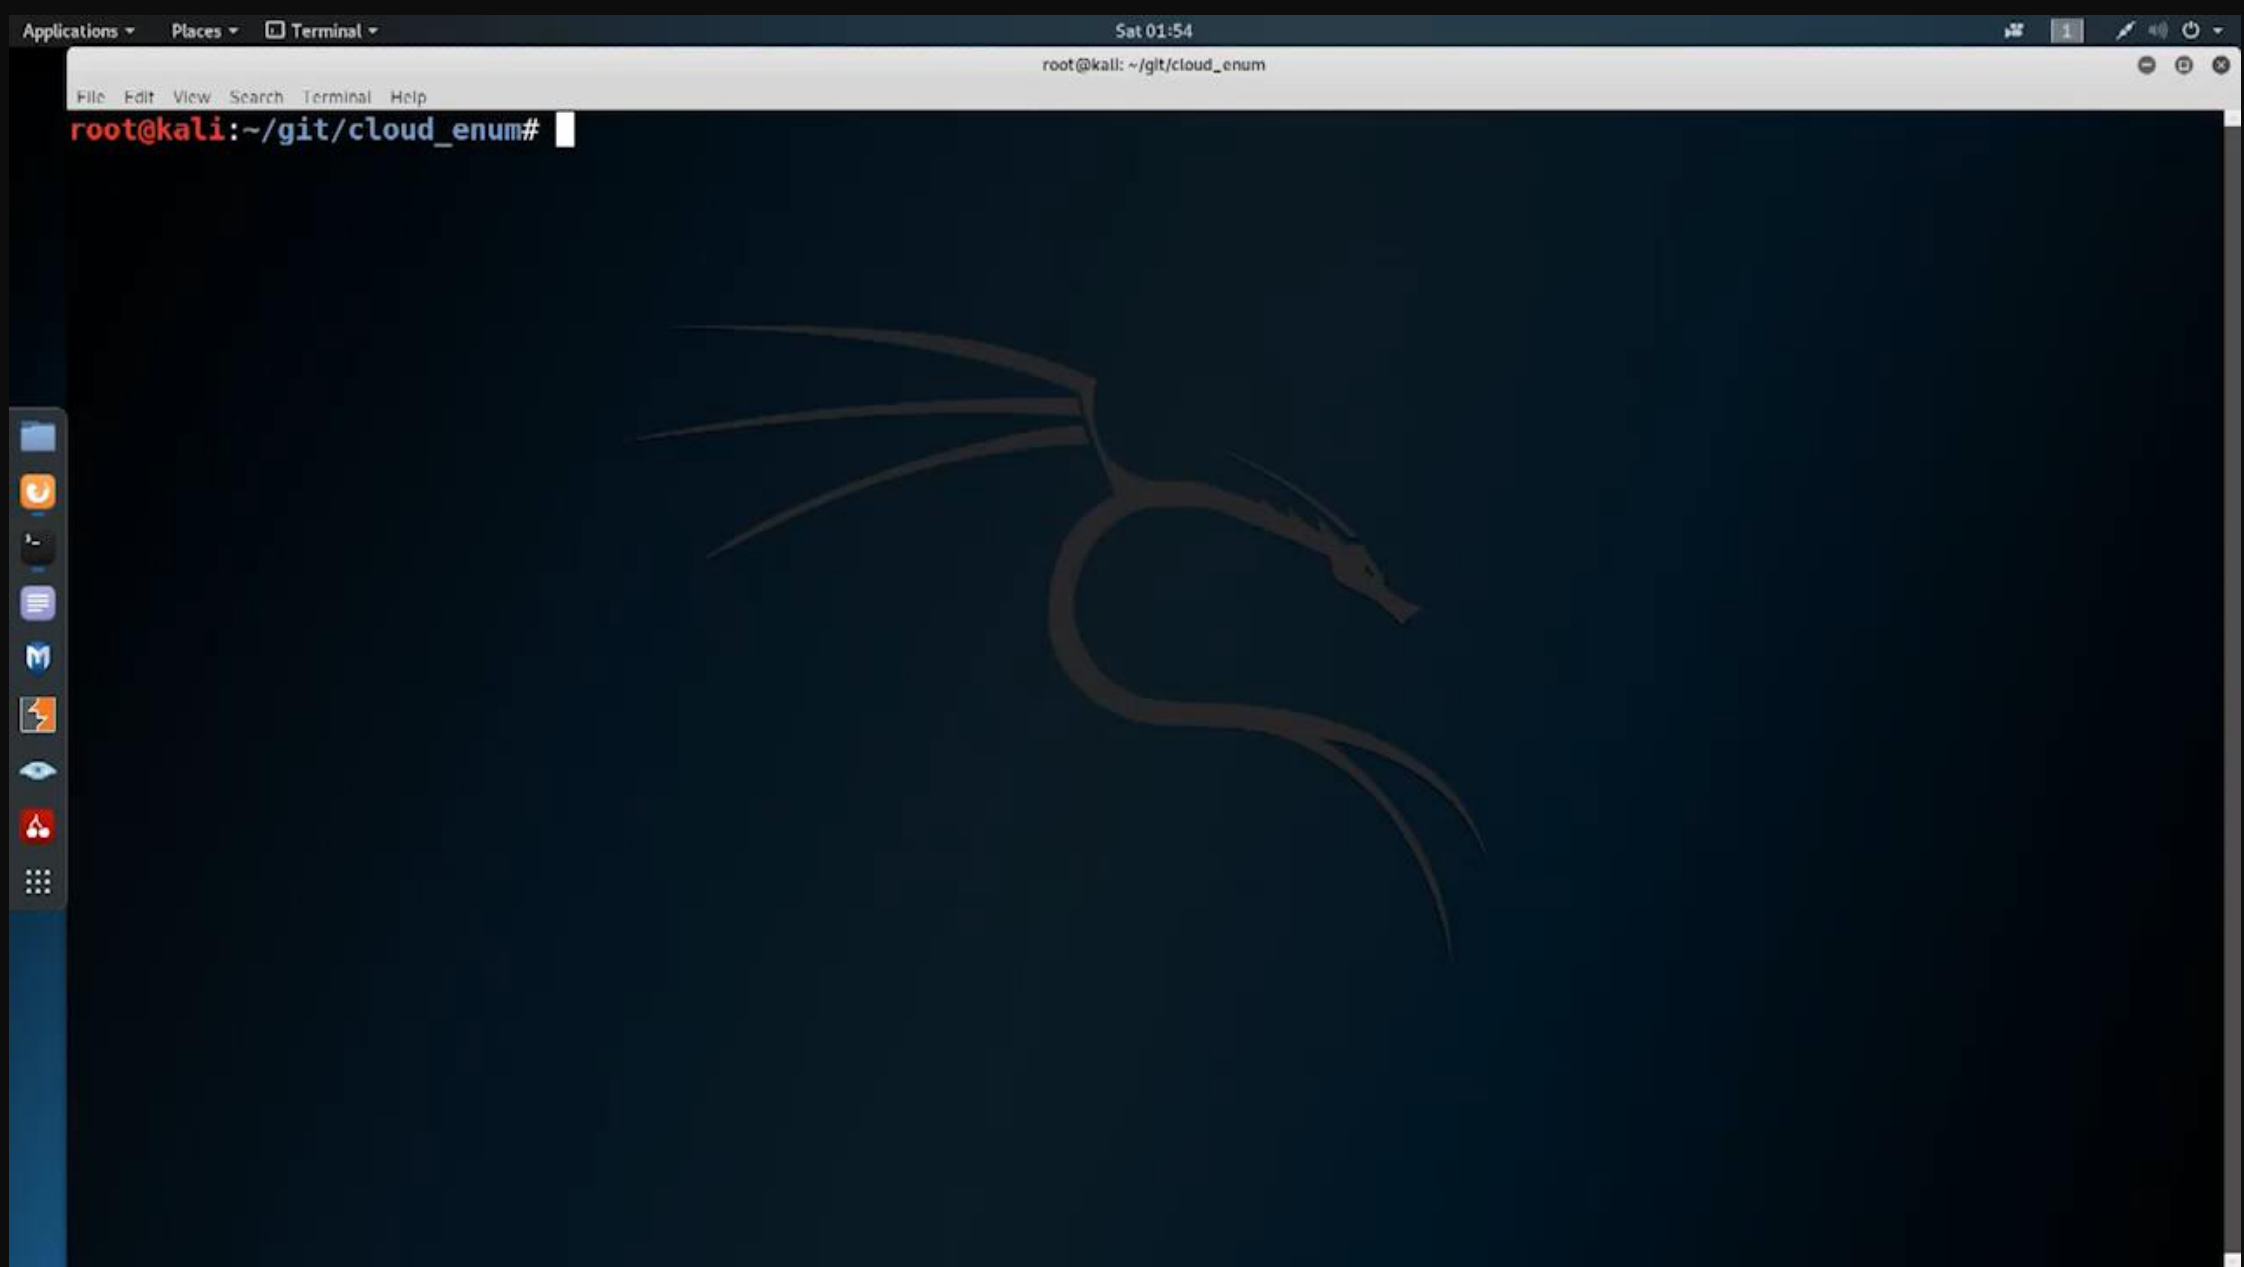 Applications Places Terminal Sat 01:54 1
root@kali: ~/git/cloud_enum
File Edit View Search Terminal Help
root@kali:~/git/cloud_enum#